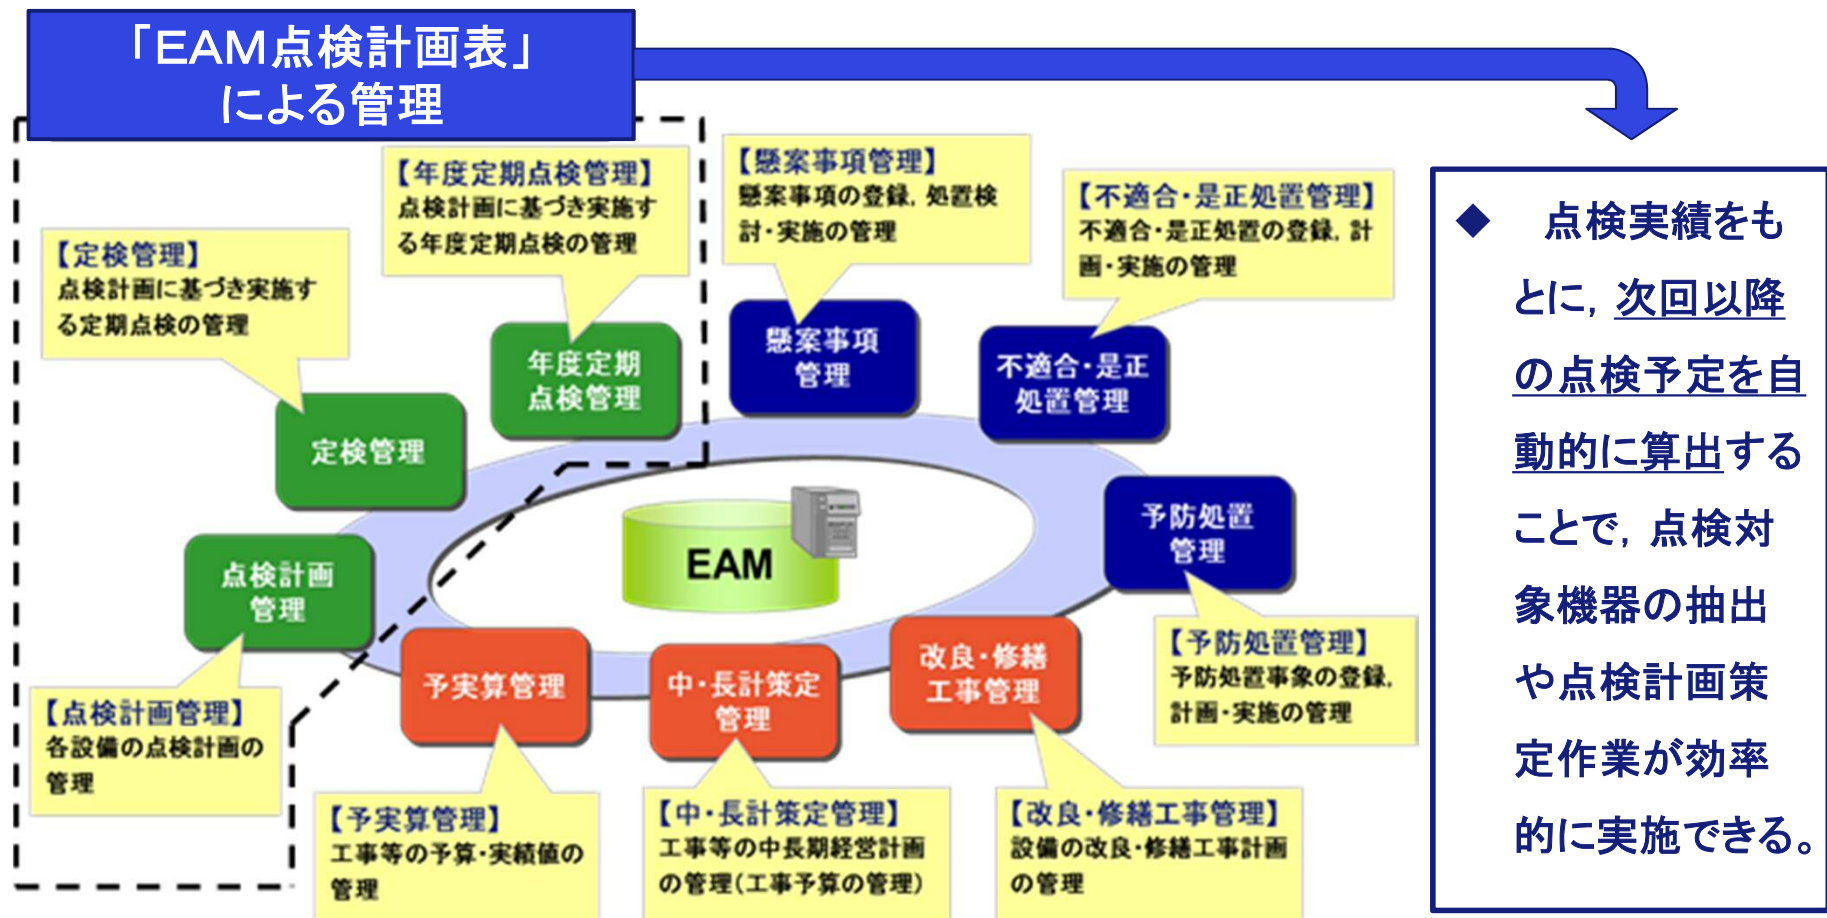 「EAM点検計画表」
による管理
【年度定期点検管理】
点検計画に基づき実施す
る年度定期点検の管理
【懸案事項管理】
懸案事項の登録，処置検
討・実施の管理
【不適合・是正処置管理】
不適合・是正処置の登録，計
画・実施の管理
【定検管理】
点検計画に基づき実施す
る定期点検の管理
年度定期
点検管理
懸案事項
管理
不適合・是正
処置管理
定検管理
点検計画
管理
EAM
予防処置
管理
予実算管理
中・長計策定
管理
改良・修繕
工事管理
【予防処置管理】
予防処置事象の登録，
計画・実施の管理
【点検計画管理】
各設備の点検計画の
管理
【予実算管理】
工事等の予算・実績値の
管理
【中・長計策定管理】
工事等の中長期経営計画
の管理(工事予算の管理)
【改良・修繕工事管理】
設備の改良・修繕工事計画
の管理
◆ 点検実績をも
とに，次回以降
の点検予定を自
動的に算出する
ことで，点検対
象機器の抽出
や点検計画策
定作業が効率
的に実施できる。